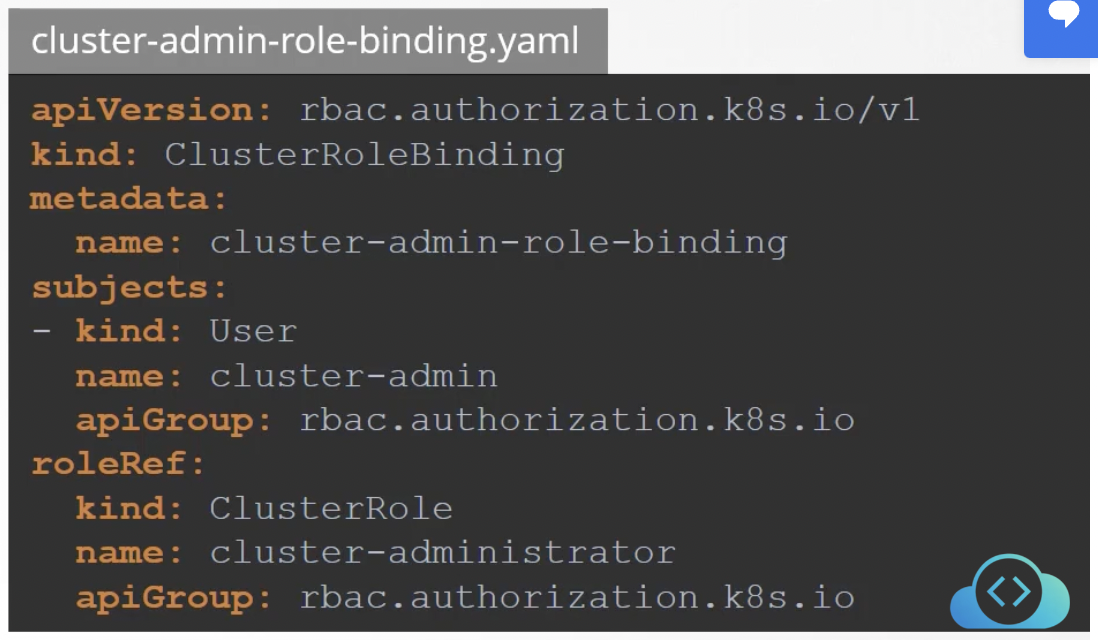 cluster-admin-role-binding.yaml
apiVersion: rbac.authorization.k8s.io/v1
kind: ClusterRoleBinding
metadata:
  name: cluster-admin-role-binding
subjects:
- kind: User
  name: cluster-admin
  apiGroup: rbac.authorization.k8s.io
roleRef:
  kind: ClusterRole
  name: cluster-administrator
  apiGroup: rbac.authorization.k8s.io